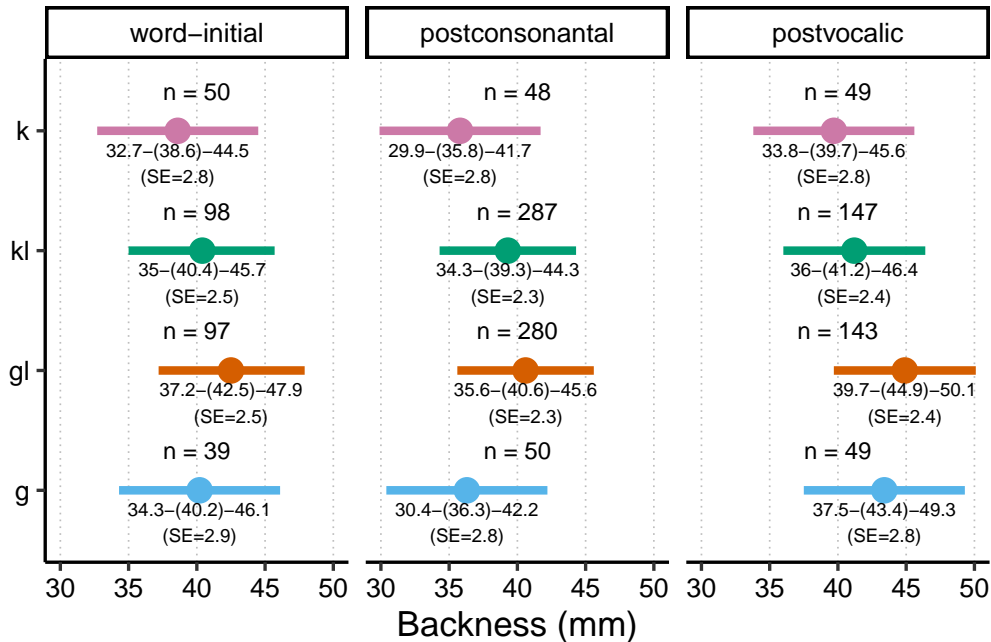 word−initial postconsonantal postvocalic
n = 50 n = 48 n = 49
k
32.7−(38.6)−44.5 29.9−(35.8)−41.7 33.8−(39.7)−45.6
(SE=2.8) (SE=2.8) (SE=2.8)
n = 98 n = 287 n = 147
kl
35−(40.4)−45.7 34.3−(39.3)−44.3 36−(41.2)−46.4
(SE=2.5) (SE=2.3) (SE=2.4)
n = 97 n = 280 n = 143
gl
37.2−(42.5)−47.9 35.6−(40.6)−45.6 39.7−(44.9)−50.1
(SE=2.5) (SE=2.3) (SE=2.4)
n = 39 n = 50 n = 49
g
34.3−(40.2)−46.1 30.4−(36.3)−42.2 37.5−(43.4)−49.3
(SE=2.9) (SE=2.8) (SE=2.8)
30 35 40 45 50 30 35 40 45 50 30 35 40 45 50
Backness (mm)